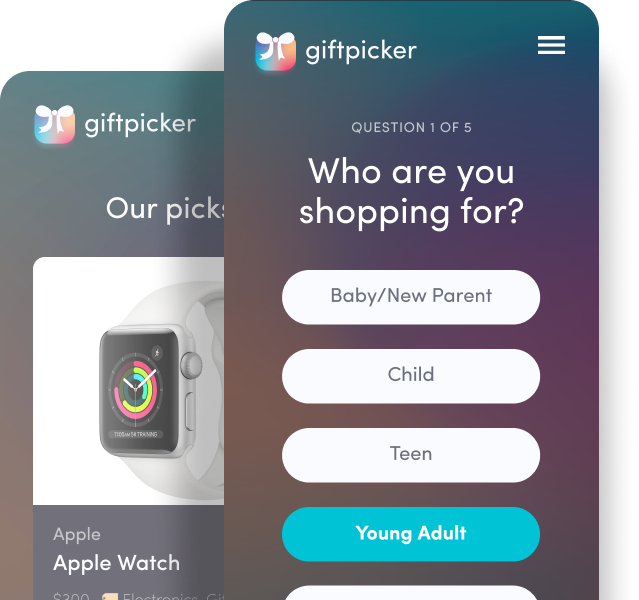 giftpicker
Our picks
Apple
Apple Watch
$300 Electronics,
giftpicker
QUESTION 1 OF 5
Who are you
shopping for?
Baby/New Parent
Child
Teen
Young Adult